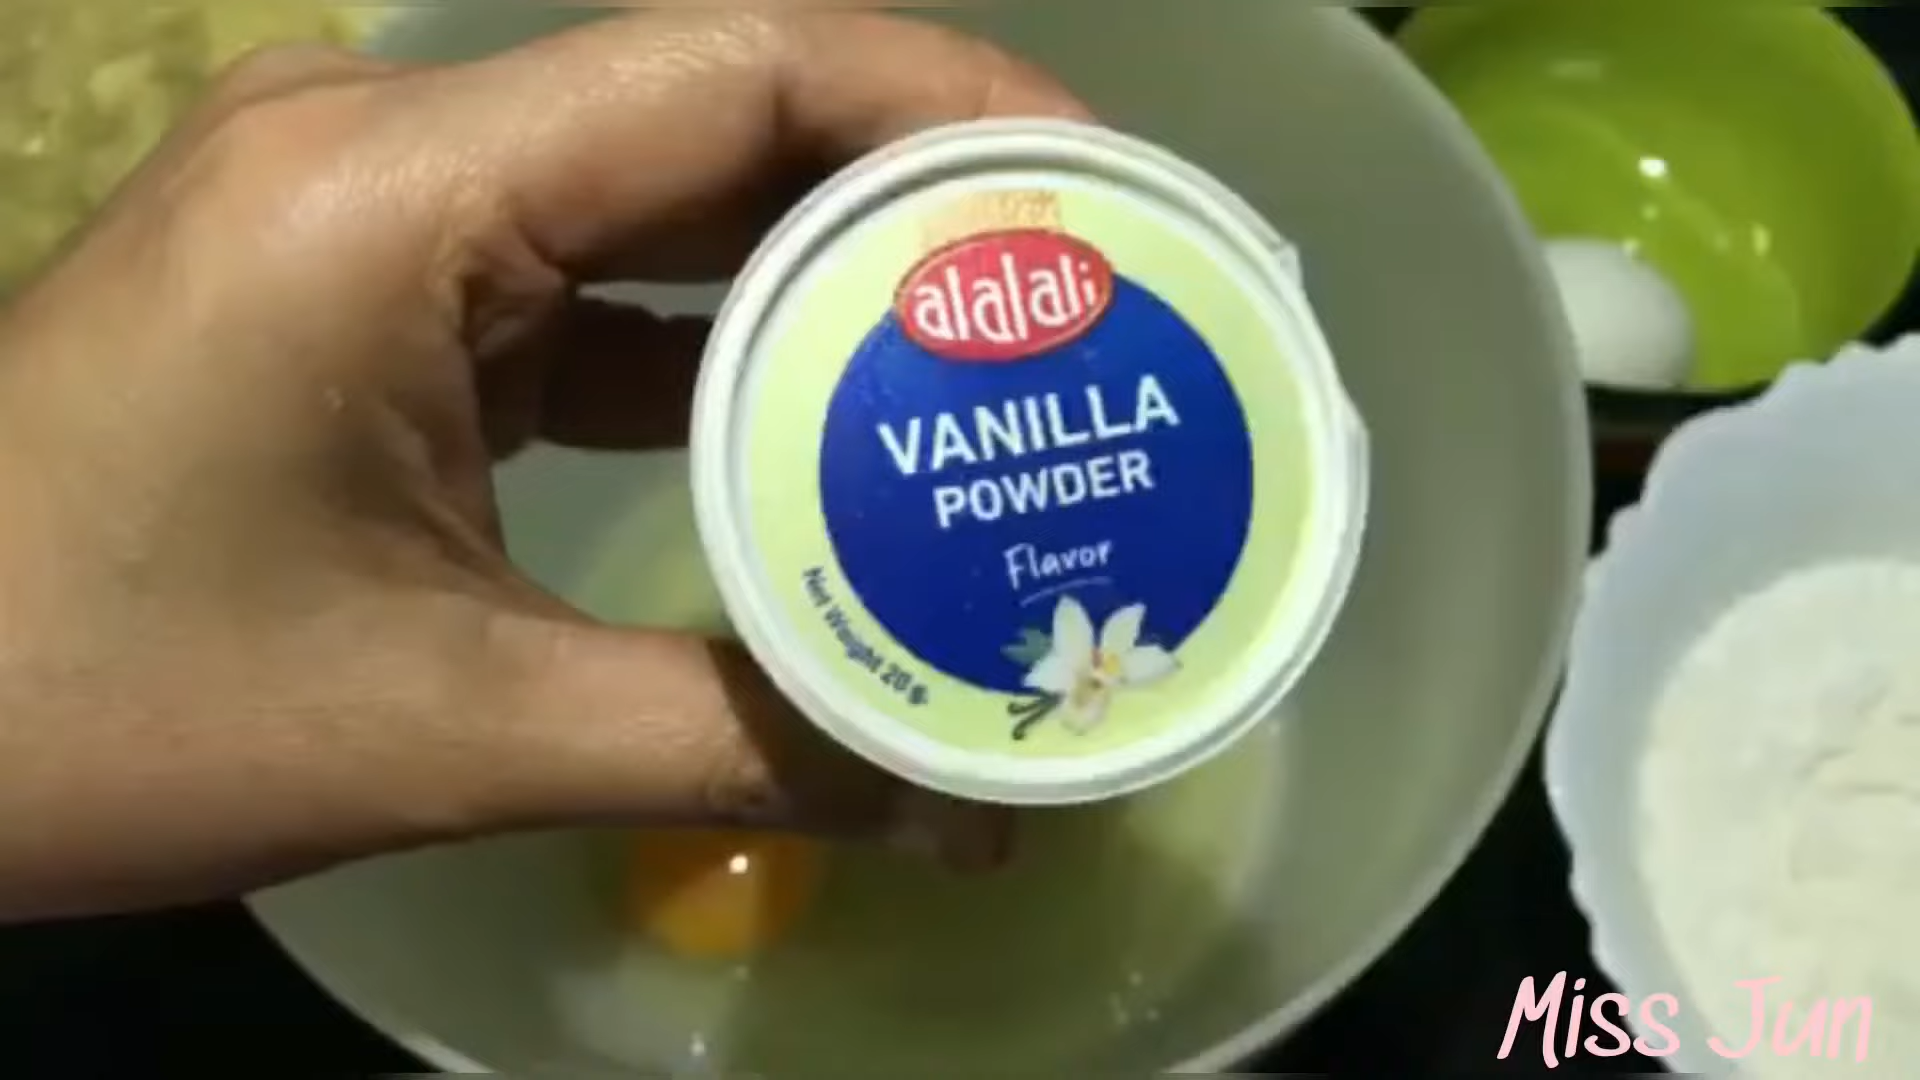 alalali
VANILLA
POWDER
Flavor
Net Weight 20 g
Miss Jun